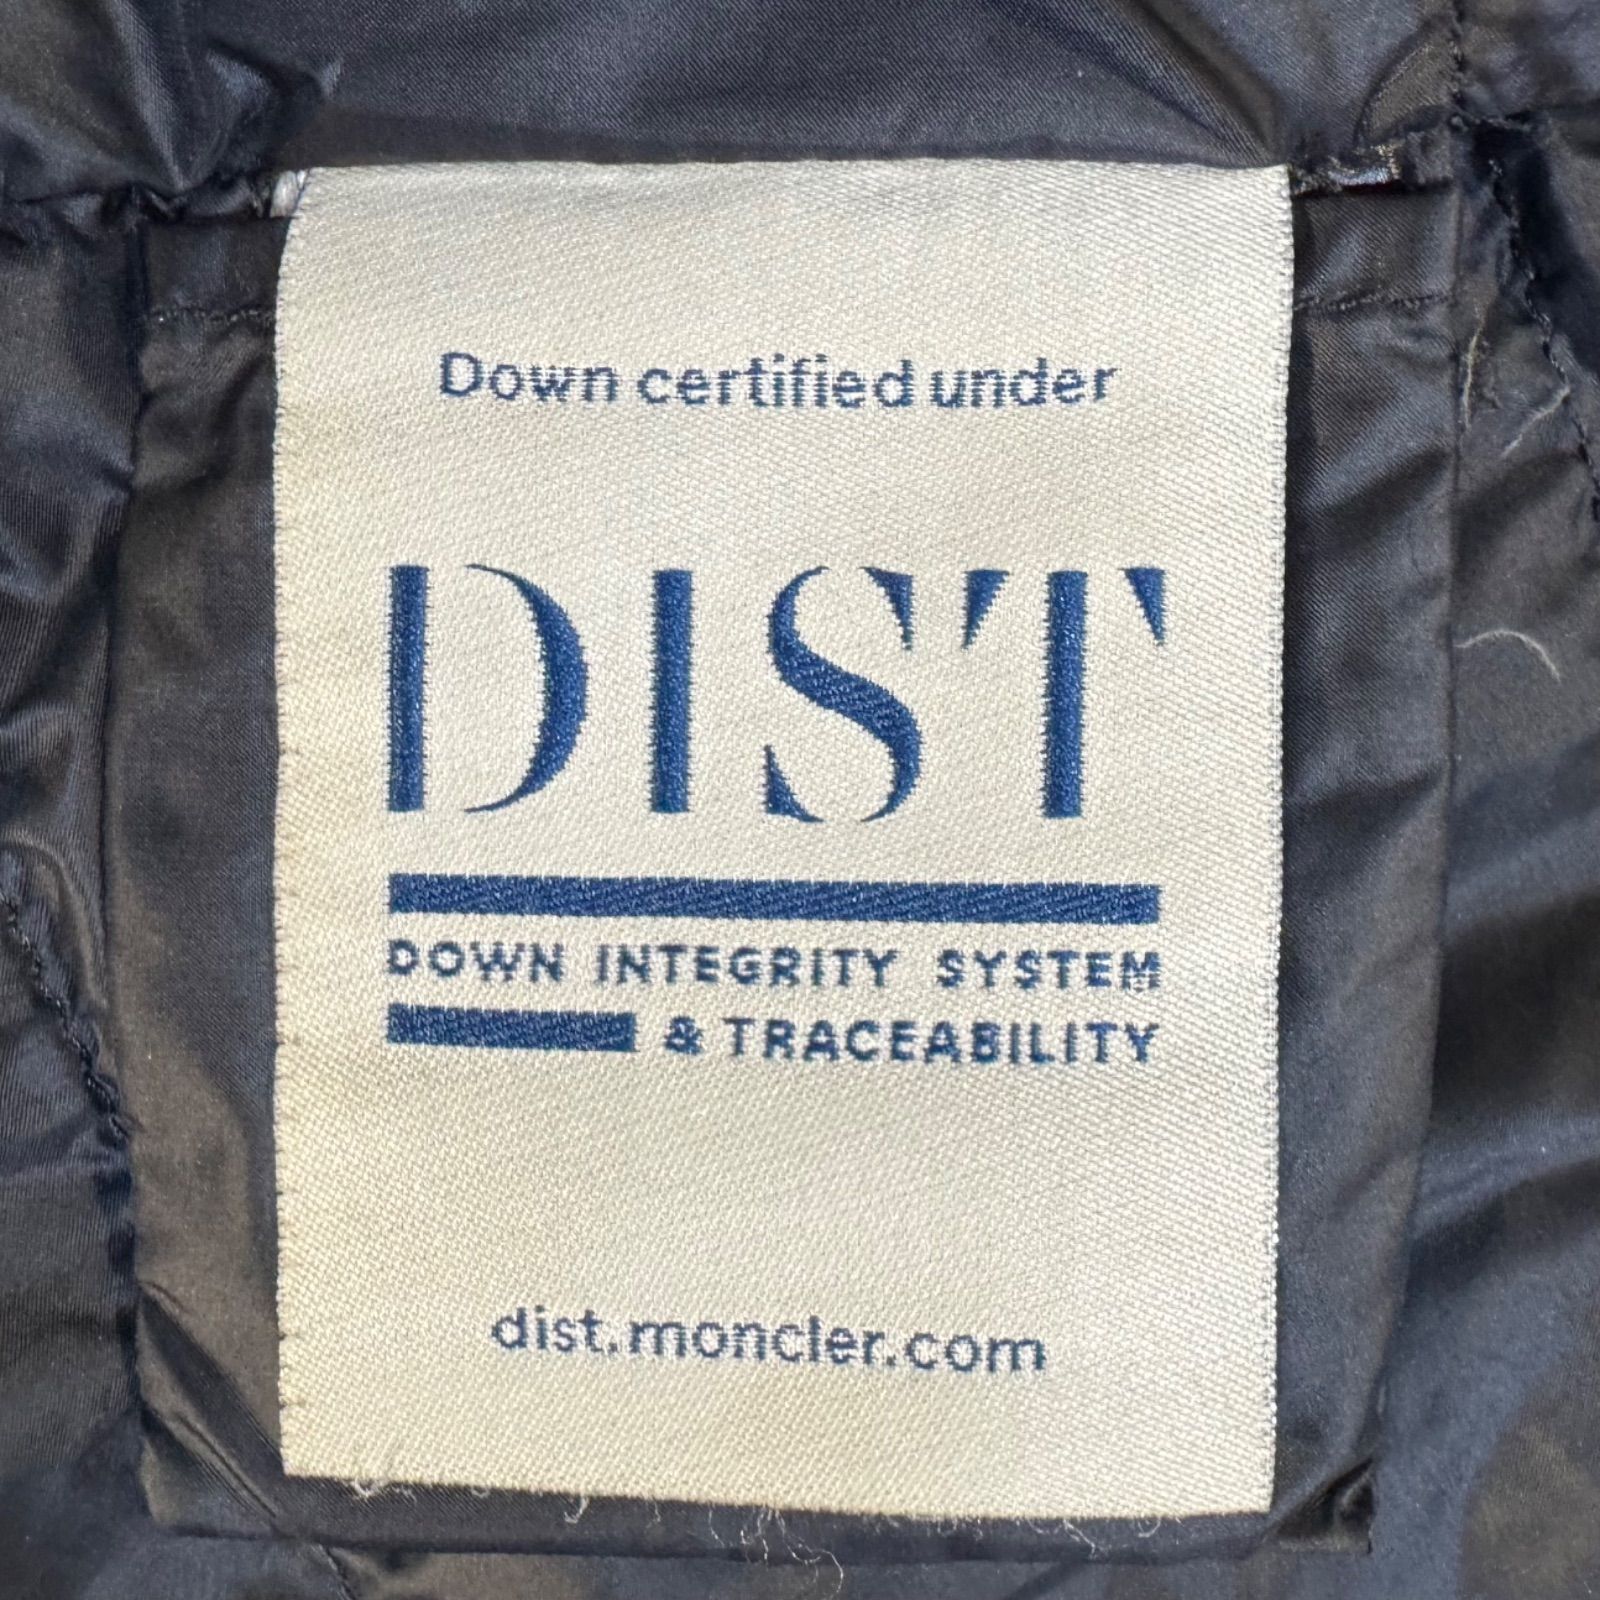 Down certified under
DIST
DOWN INTEGRITY SYSTEM
& TRACEABILITY
dist.moncler.com